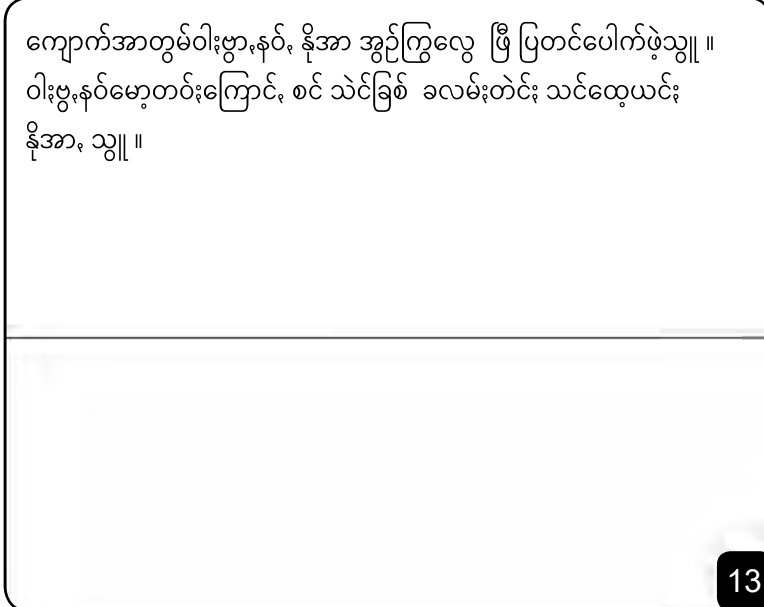 ကျောက်အာတွမ်ဝါႏဗွာႇနဝ်ႇ နိုအာ အွဉ်ကြွလွေ ဖြီ ပြတင်ပေါက်ဖဲ့သွူ ။
ဝါႏဗွႇနဝ်မော့တဝ်ႏကြောင်ႇ စင် သဲင်ခြစ် ခလမ်ႏတဲင်ႏ သင်ထွေ့ယင်ႏ
နိုအာႇ သွူ ။
13